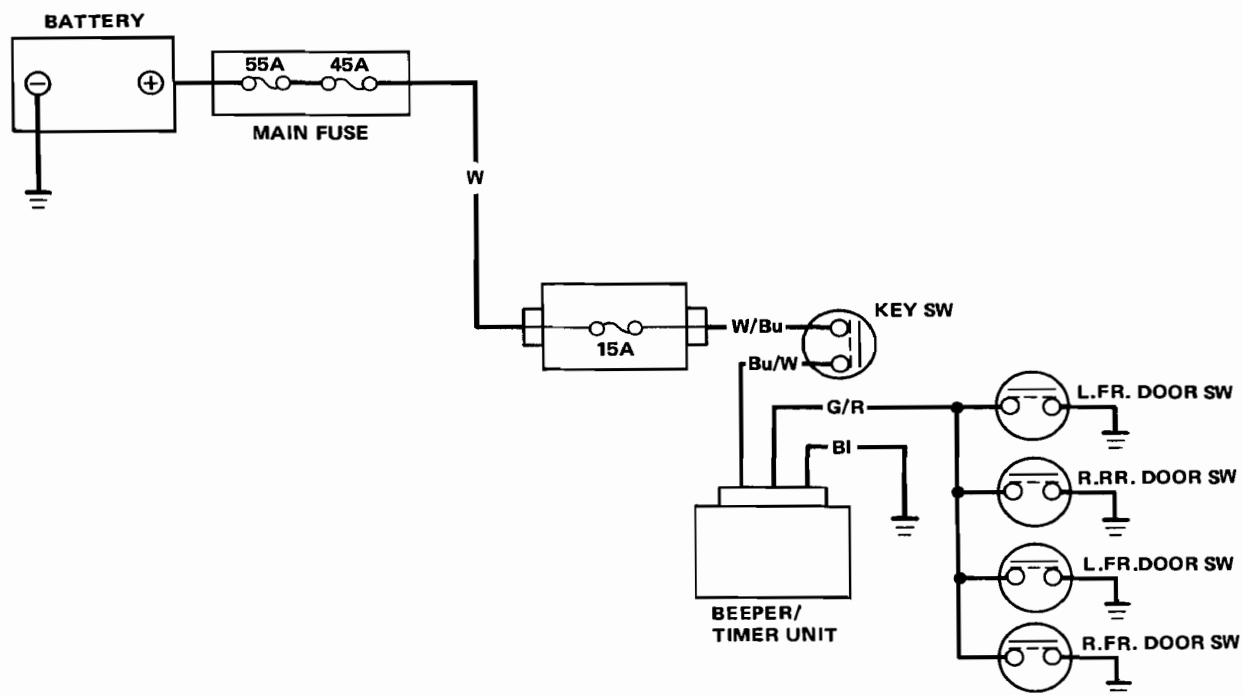 BATTERY
55A 45A
MAIN FUSE
W
15A
W/Bu
KEY SW
Bu/W
G/R
Bl
L.FR. DOOR SW
R.RR. DOOR SW
L.FR.DOOR SW
R.FR. DOOR SW
BEEPER/
TIMER UNIT